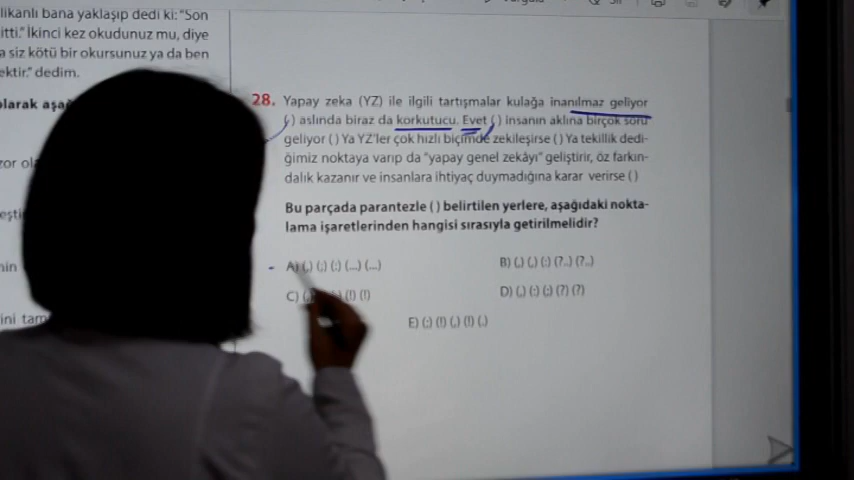 likanlı bana yaklaşıp dedi ki: "Son
itti." İkinci kez okudunuz mu, diye
a siz kötü bir okursunuz ya da ben
ektir." dedim.
olarak aşa
zor
eşti
nin
ini tam
28. Yapay zeka (YZ) ile ilgili tartışmalar kulağa inanılmaz geliyor
( ) aslında biraz da korkutucu. Evet ( ) insanın aklına birçok soru
geliyor ( ) Ya YZ'ler çok hızlı biçimde zekileşirse ( ) Ya tekillik dedi-
ğimiz noktaya varıp da "yapay genel zekâyı" geliştirir, öz farkın-
dalık kazanır ve insanlara ihtiyaç duymadığına karar verirse ( )
Bu parçada parantezle ( ) belirtilen yerlere, aşağıdaki nokta-
lama işaretlerinden hangisi sırasıyla getirilmelidir?
A) (...) (...)
B) (?..) (?..)
C) (!) (!)
D) (?) (?)
E) (!)